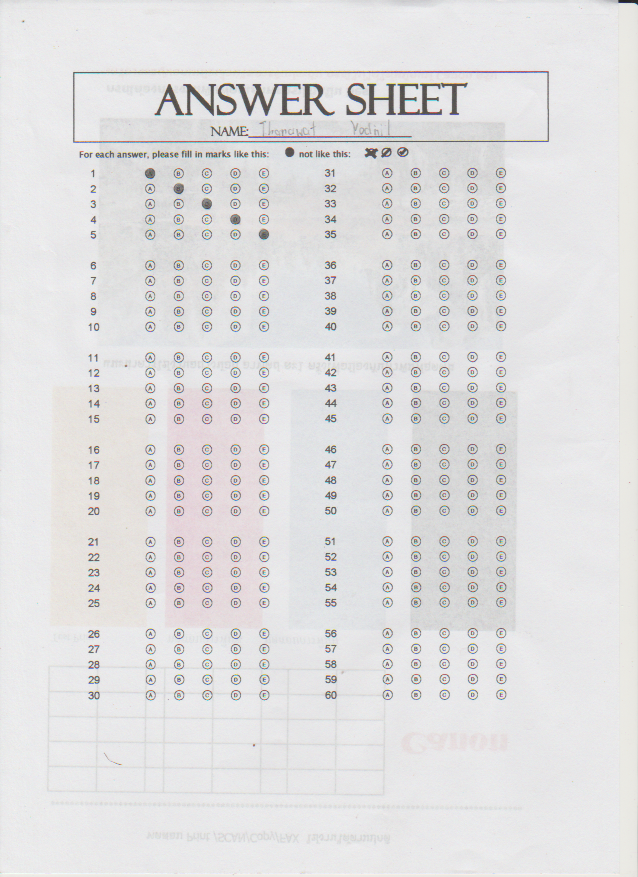 ANSWER SHEET
NAME:
For each answer, please fill in marks like this: not like this:
1 B C D E 31 A B C D E
2 A C D E 32 A B C D E
3 A B D E 33 A B C D E
4 A B C E 34 A B C D E
5 A B C D 35 A B C D E
6 A B C D E 36 A B C D E
7 A B C D E 37 A B C D E
8 A B C D E 38 A B C D E
9 A B C D E 39 A B C D E
10 A B C D E 40 A B C D E
11 A B C D E 41 A B C D E
12 A B C D E 42 A B C D E
13 A B C D E 43 A B C D E
14 A B C D E 44 A B C D E
15 A B C D E 45 A B C D E
16 A B C D E 46 A B C D E
17 A B C D E 47 A B C D E
18 A B C D E 48 A B C D E
19 A B C D E 49 A B C D E
20 A B C D E 50 A B C D E
21 A B C D E 51 A B C D E
22 A B C D E 52 A B C D E
23 A B C D E 53 A B C D E
24 A B C D E 54 A B C D E
25 A B C D E 55 A B C D E
26 A B C D E 56 A B C D E
27 A B C D E 57 A B C D E
28 A B C D E 58 A B C D E
29 A B C D E 59 A B C D E
30 A B C D E 60 A B C D E